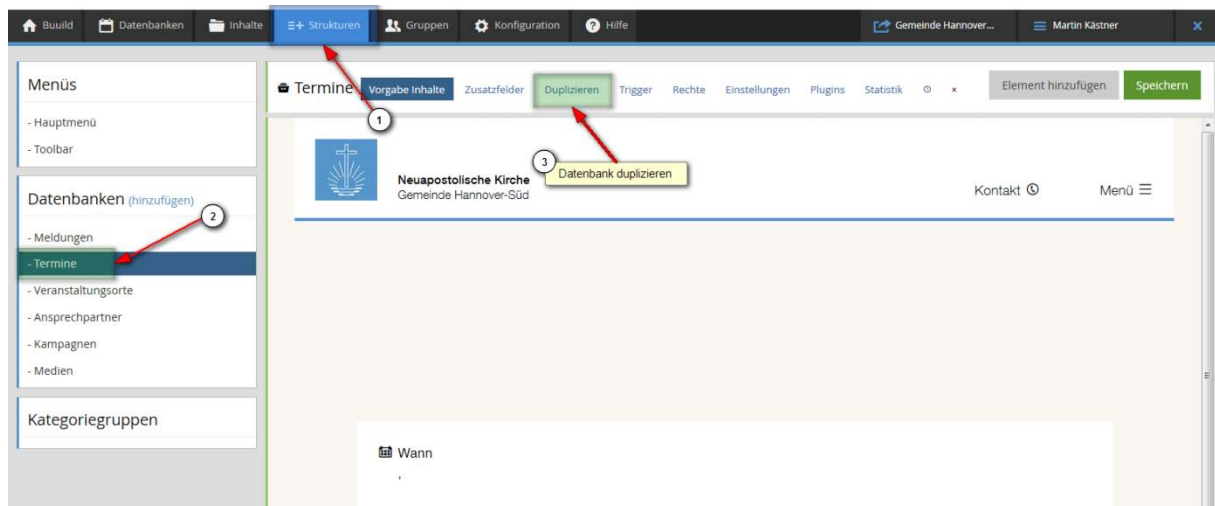 Buuild Datenbanken Inhalte Strukturen Gruppen Konfiguration Hilfe Gemeinde Hannover... Martin Kästner ×
Menüs
- Hauptmenü
- Toolbar
Datenbanken (hinzufügen)
2
- Meldungen
- Termine
- Veranstaltungsorte
- Ansprechpartner
- Kampagnen
- Medien
Kategoriegruppen
Termine Vorgabe Inhalte Zusatzfelder Duplizieren Trigger Rechte Einstellungen Plugins Statistik × Element hinzufügen Speichern
1
3
Datenbank duplizieren
Neuapostolische Kirche
Gemeinde Hannover-Süd
Kontakt Menü
Wann
,